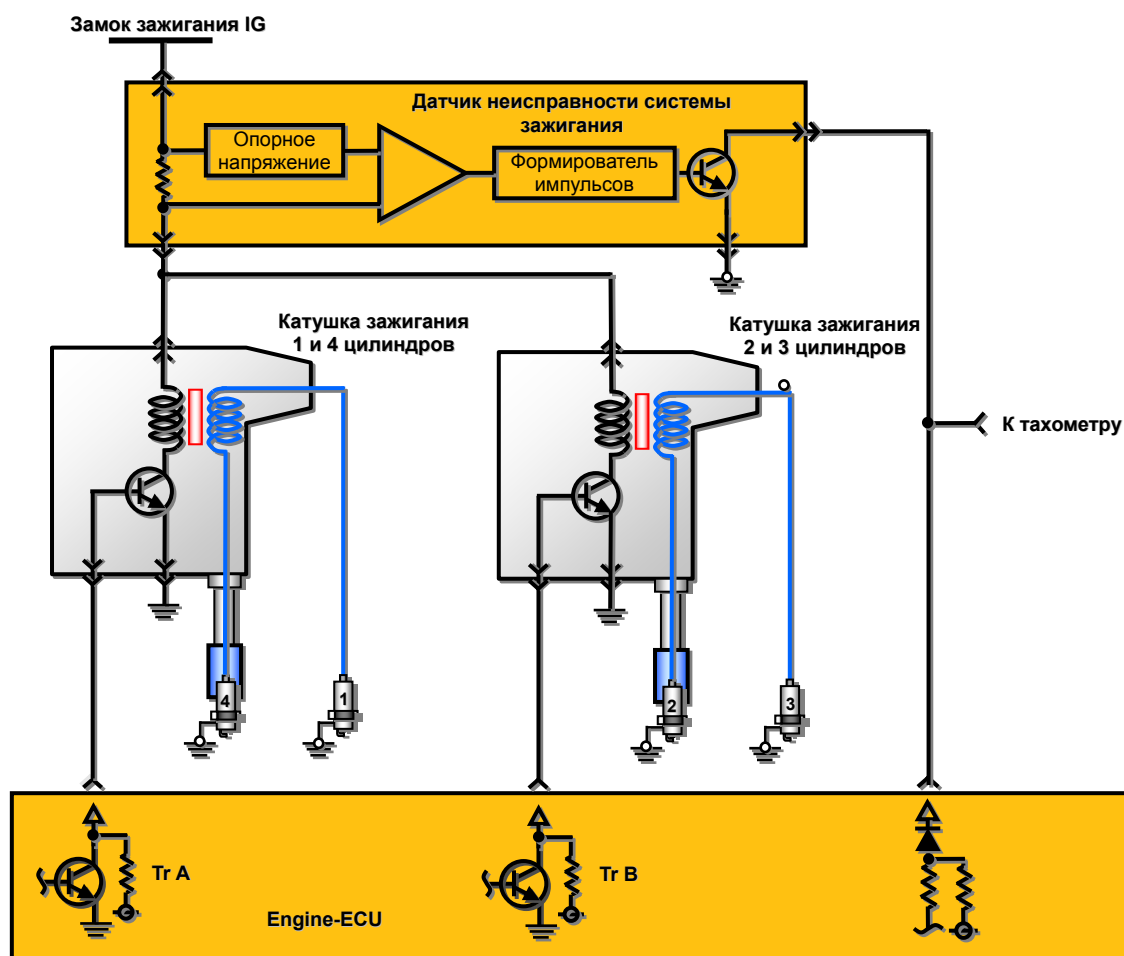 Замок зажигания IG
Датчик неисправности системы
зажигания
Опорное
напряжение
Формирователь
импульсов
Катушка зажигания
1 и 4 цилиндров
Катушка зажигания
2 и 3 цилиндров
К тахометру
4
1
2
3
Tr A
Tr B
Engine-ECU